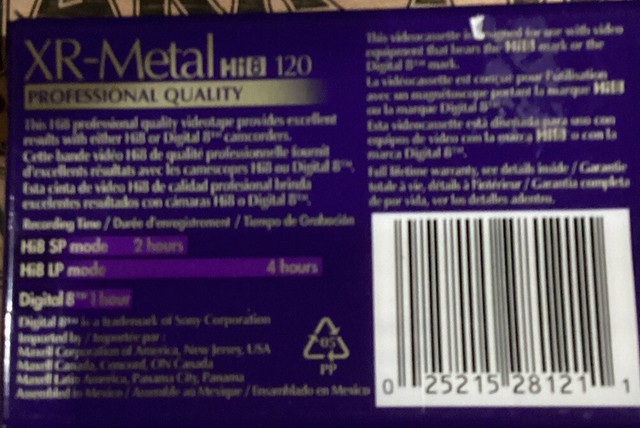 XR-Metal Hi8 120
PROFESSIONAL QUALITY
This Hi8 professional quality videotape provides excellent
results with either Hi8 or Digital 8™ camcorders.
Cette bande vidéo Hi8 de qualité professionnelle fournit
d'excellents résultats avec les camescopes Hi8 ou Digital 8™.
Esta cinta de video Hi8 de calidad profesional brinda
excelentes resultados con cámaras Hi8 o Digital 8™.
Recording Time / Durée d'enregistrement / Tiempo de Grabación
Hi8 SP mode 2 hours
Hi8 LP mode 4 hours
Digital 8™ 1 hour
Digital 8™ is a trademark of Sony Corporation
Imported by / Importée par :
Maxell Corporation of America, New Jersey, USA
Maxell Canada, Concord, ON Canada
Maxell Latin America, Panama City, Panama
Assembled in Mexico / Assemblé au Mexique / Ensamblado en Mexico
05
PP
This videocassette is designed for use with video
equipment that bears the Hi8 mark or the
Digital 8™ mark.
La vidéocassette est conçue pour l'utilisation
avec un magnétoscope portant la marque Hi8
ou la marque Digital 8
Esta videocassette está diseñada para uso con
equipos de video con la marca Hi8 o con la
marca Digital 8™.
Full lifetime warranty, see details inside / Garantie
totale à vie, détails à l'intérieur / Garantía completa
de por vida, ver los detalles adentro.
0 25215 28121 1